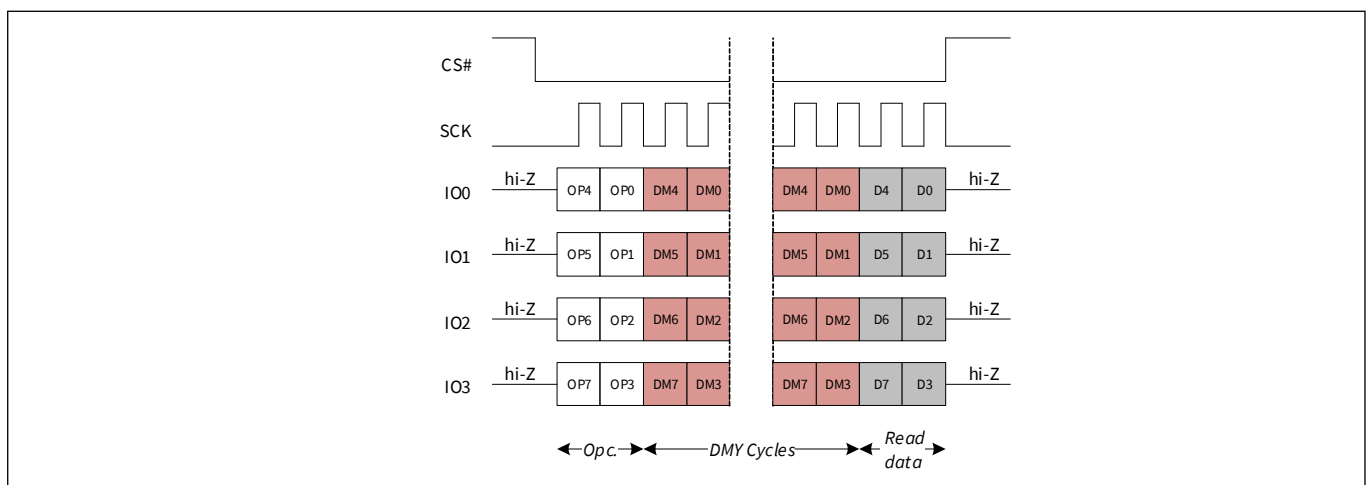 CS#
SCK
IO0 hi-Z OP4 OP0 DM4 DM0 DM4 DM0 D4 D0 hi-Z
IO1 hi-Z OP5 OP1 DM5 DM1 DM5 DM1 D5 D1 hi-Z
IO2 hi-Z OP6 OP2 DM6 DM2 DM6 DM2 D6 D2 hi-Z
IO3 hi-Z OP7 OP3 DM7 DM3 DM7 DM3 D7 D3 hi-Z
Opc. DMY Cycles Read
data